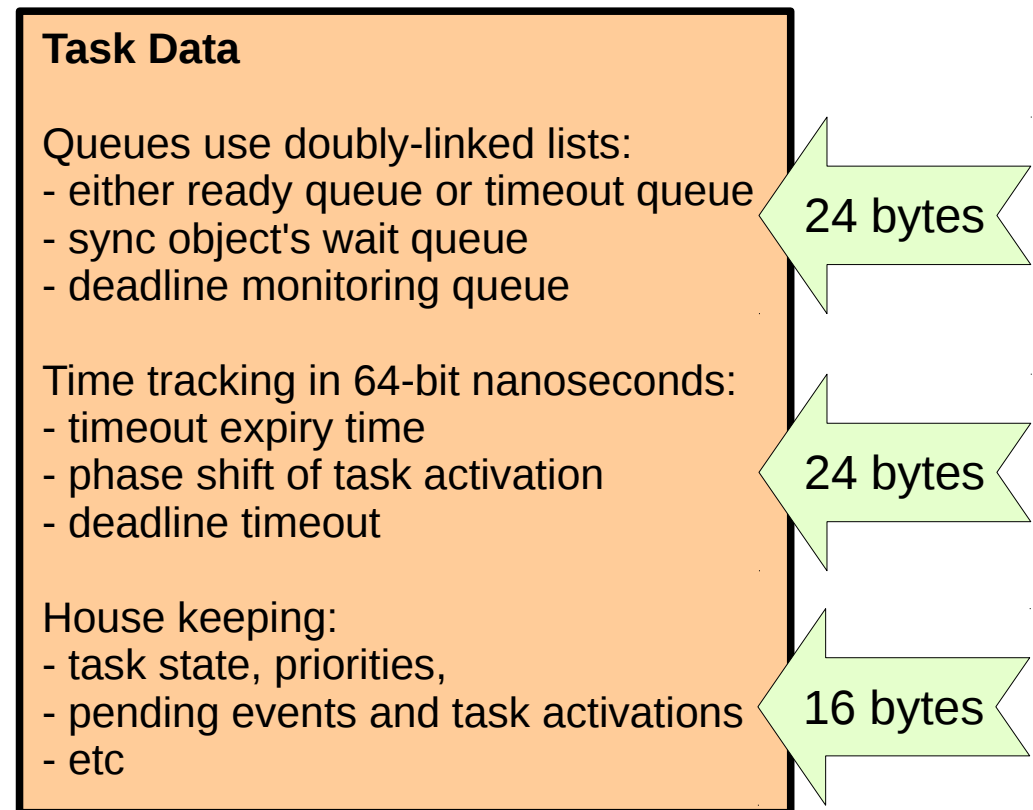 Task Data
Queues use doubly-linked lists:
- either ready queue or timeout queue
- sync object's wait queue
- deadline monitoring queue
24 bytes
Time tracking in 64-bit nanoseconds:
- timeout expiry time
- phase shift of task activation
- deadline timeout
24 bytes
House keeping:
- task state, priorities,
- pending events and task activations
- etc
16 bytes